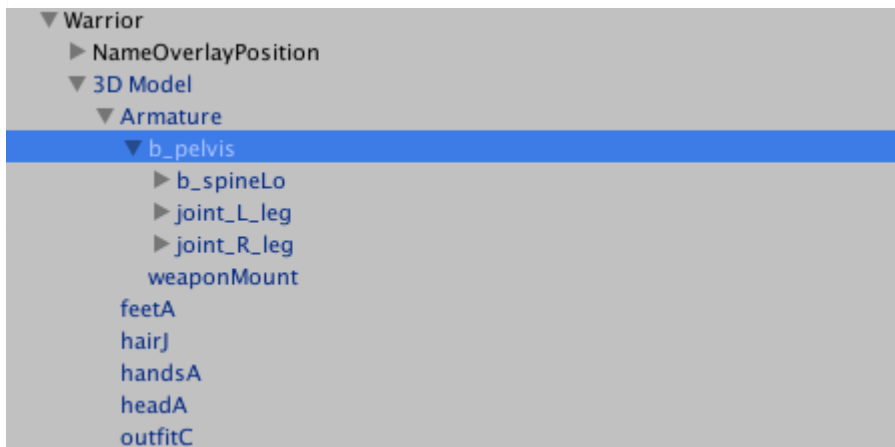 Warrior
NameOverlayPosition
3D Model
Armature
b_pelvis
b_spineLo
joint_L_leg
joint_R_leg
weaponMount
feetA
hairJ
handsA
headA
outfitC